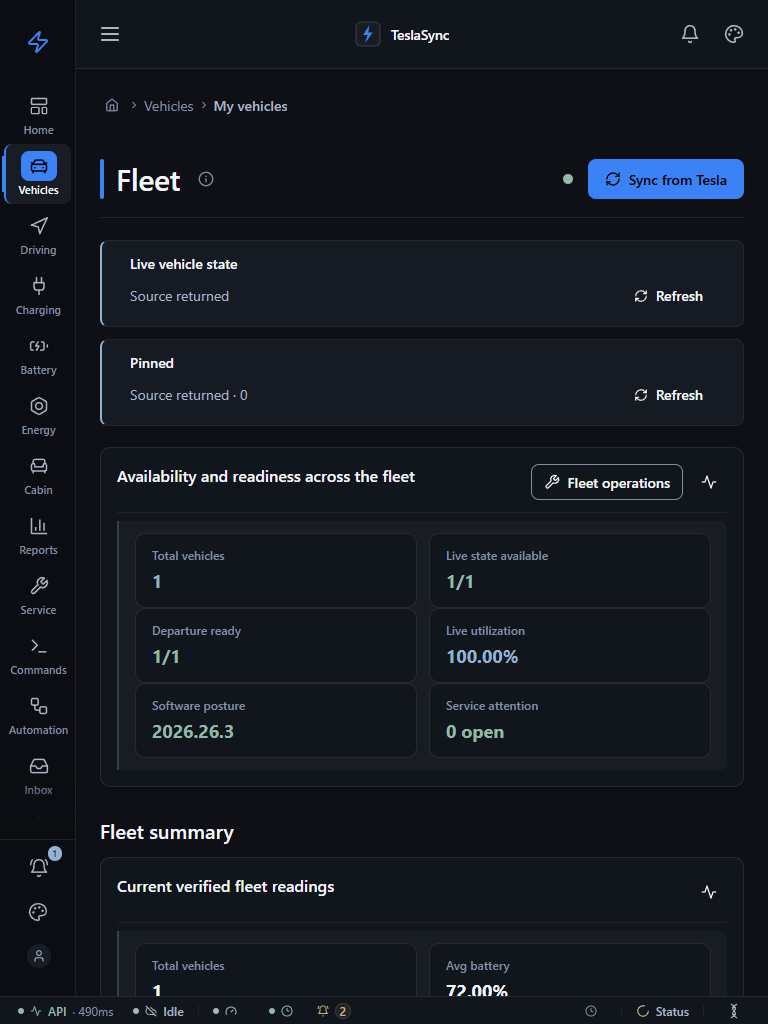 TeslaSync
Home
Vehicles
Driving
Charging
Battery
Energy
Cabin
Reports
Service
Commands
Automation
Inbox
1
Vehicles
My vehicles
Fleet
Sync from Tesla
Live vehicle state
Source returned
Refresh
Pinned
Source returned · 0
Refresh
Availability and readiness across the fleet
Fleet operations
Total vehicles
1
Live state available
1/1
Departure ready
1/1
Live utilization
100.00%
Software posture
2026.26.3
Service attention
0 open
Fleet summary
Current verified fleet readings
Total vehicles
1
Avg battery
72.00%
API · 490ms
Idle
2
Status